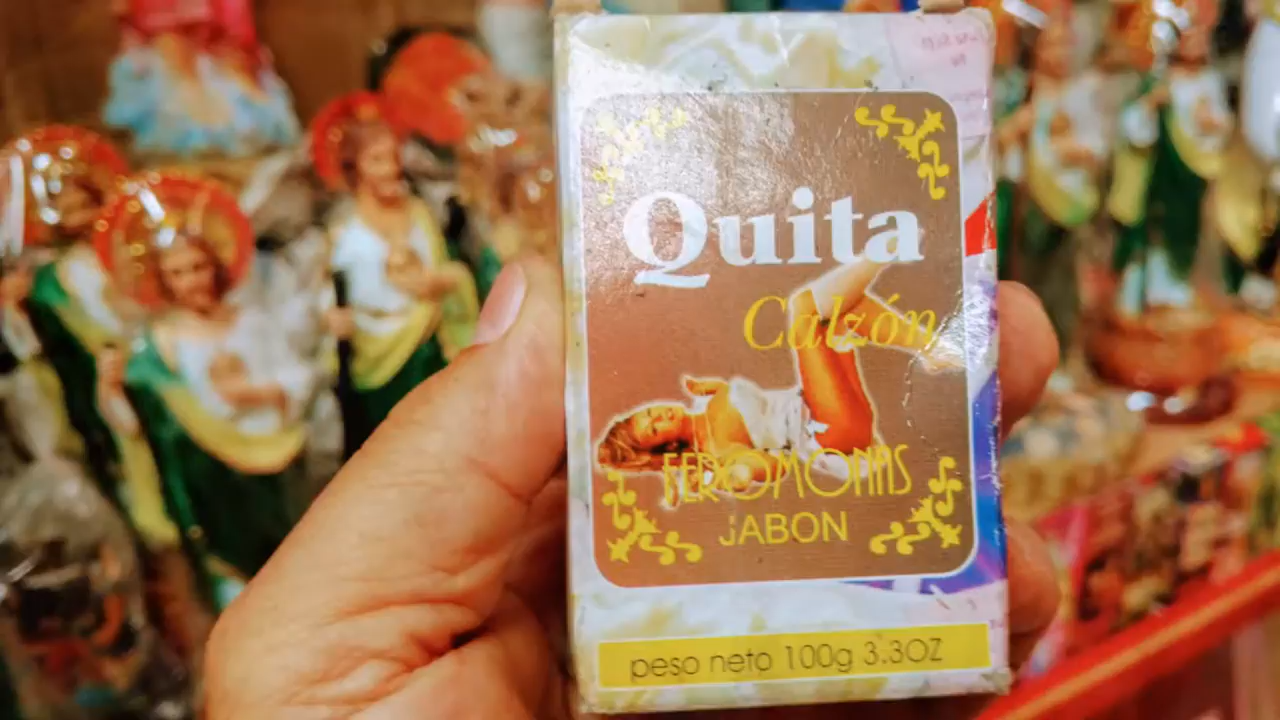 Quita
Calzón
FEROMONAS
JABON
peso neto 100g 3.3OZ